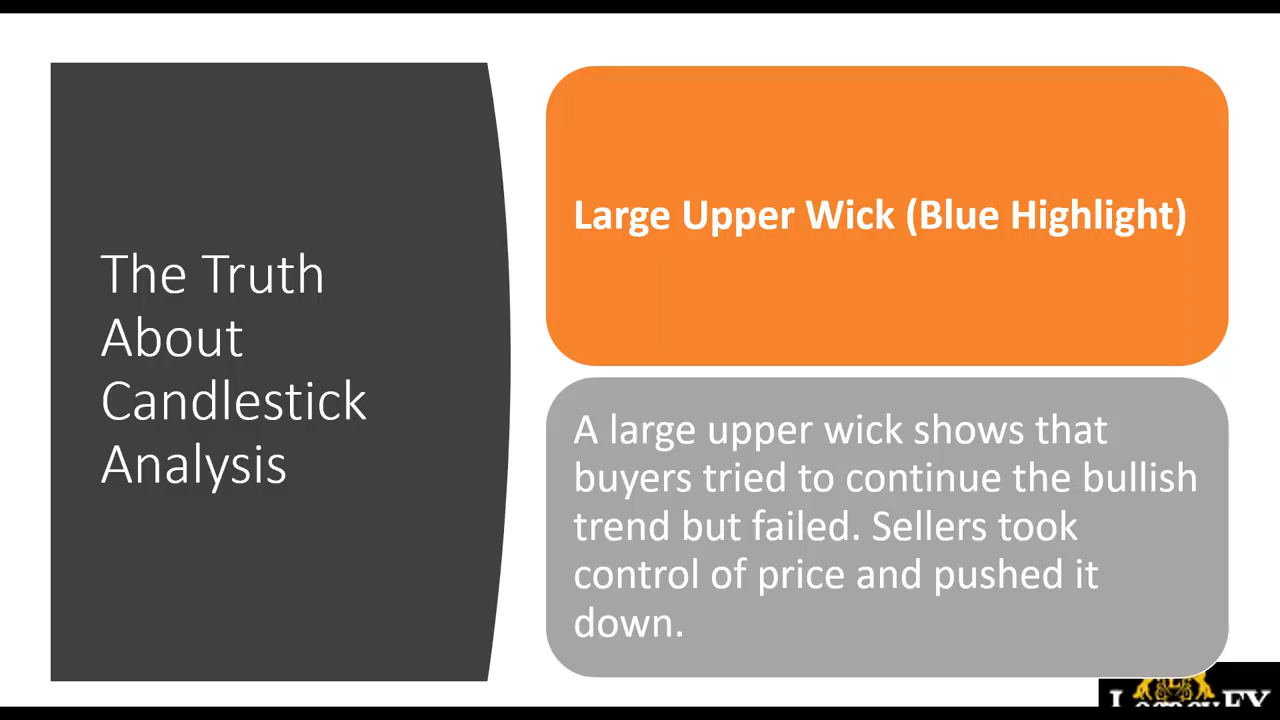 The Truth
About
Candlestick
Analysis
Large Upper Wick (Blue Highlight)
A large upper wick shows that
buyers tried to continue the bullish
trend but failed. Sellers took
control of price and pushed it
down.